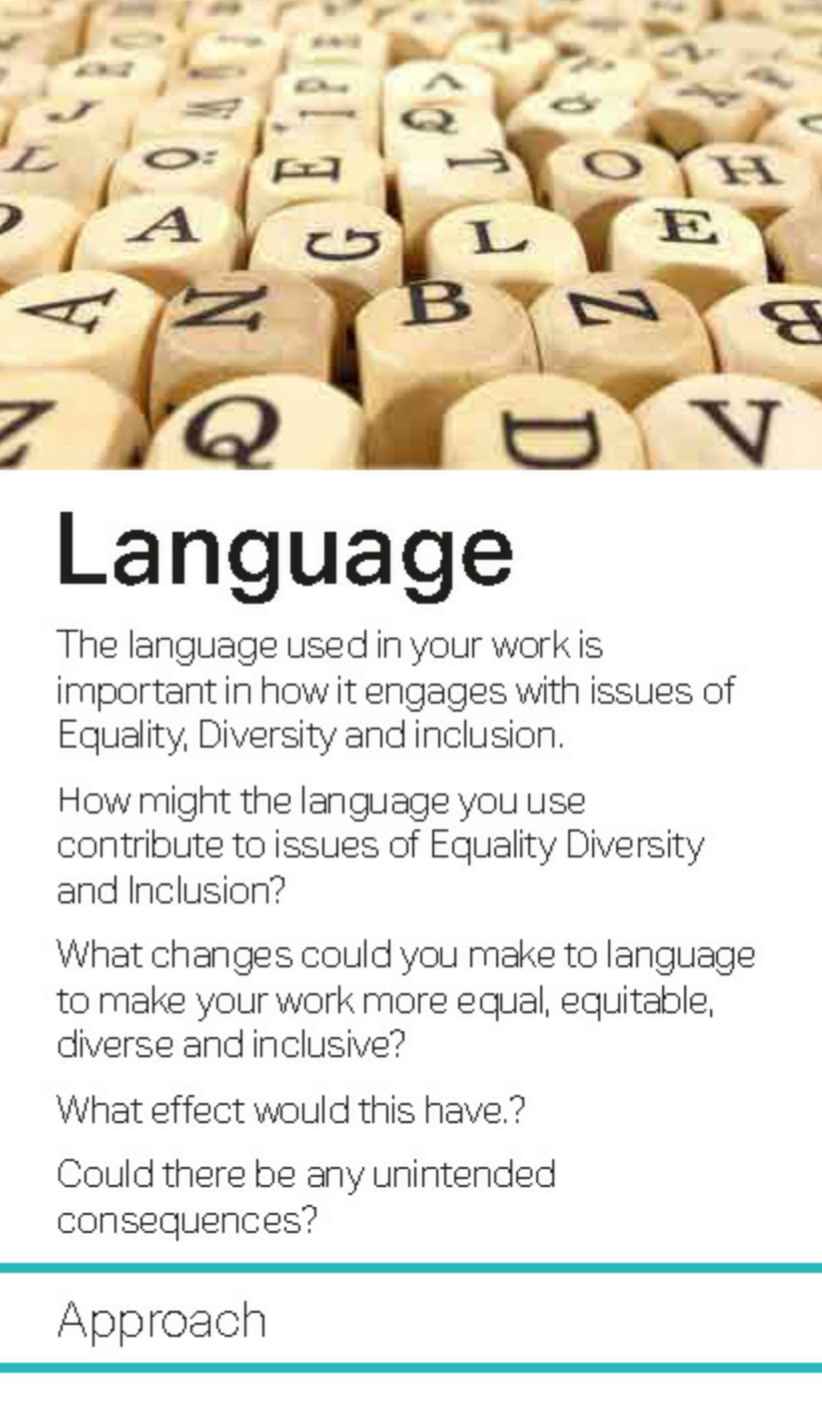 Language
The language used in your work is
important in how it engages with issues of
Equality, Diversity and inclusion.
How might the language you use
contribute to issues of Equality Diversity
and Inclusion?
What changes could you make to language
to make your work more equal, equitable,
diverse and inclusive?
What effect would this have.?
Could there be any unintended
consequences?
Approach